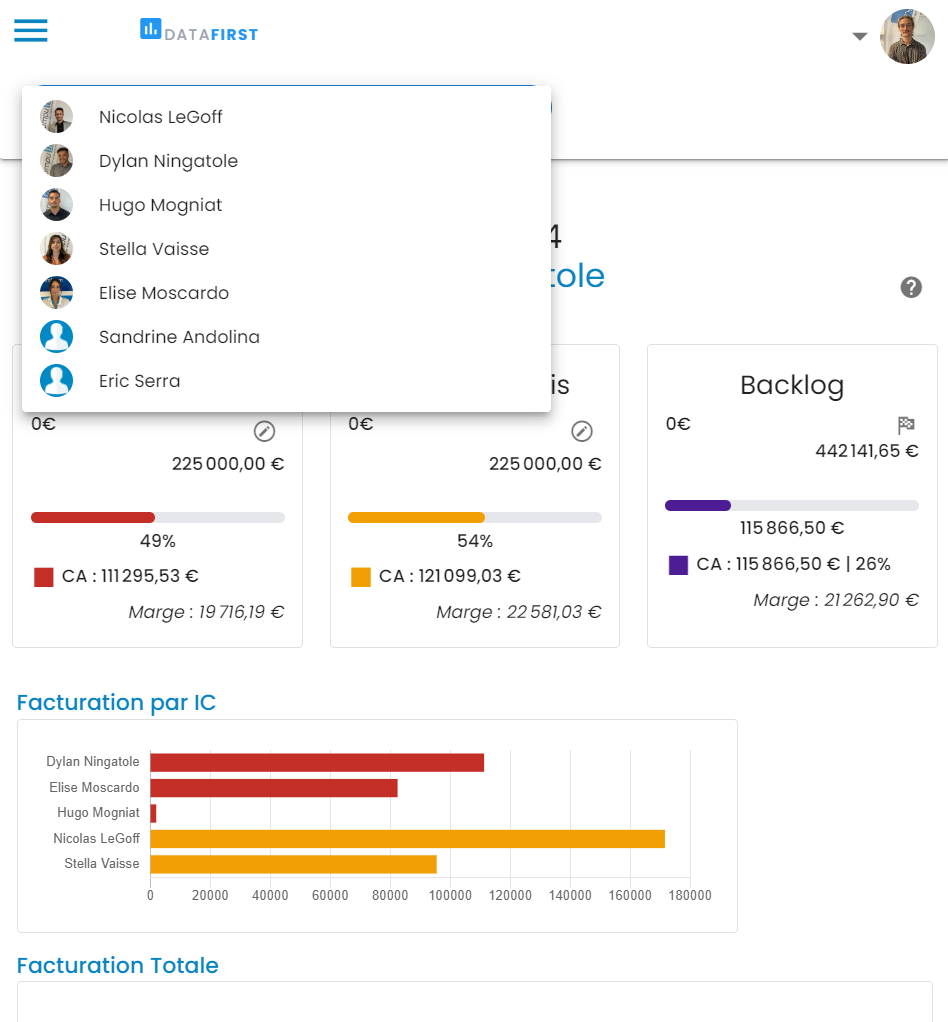 DATAFIRST
Nicolas LeGoff
Dylan Ningatole
Hugo Mogniat
Stella Vaisse
Elise Moscardo
Sandrine Andolina
Eric Serra
4
tole
is
Backlog
0€
225 000,00 €
49%
CA : 111 295,53 €
Marge : 19 716,19 €
0€
225 000,00 €
54%
CA : 121 099,03 €
Marge : 22 581,03 €
0€
442 141,65 €
115 866,50 €
CA : 115 866,50 € | 26%
Marge : 21 262,90 €
Facturation par IC
Dylan Ningatole
Elise Moscardo
Hugo Mogniat
Nicolas LeGoff
Stella Vaisse
0 20000 40000 60000 80000 100000 120000 140000 160000 180000
Facturation Totale